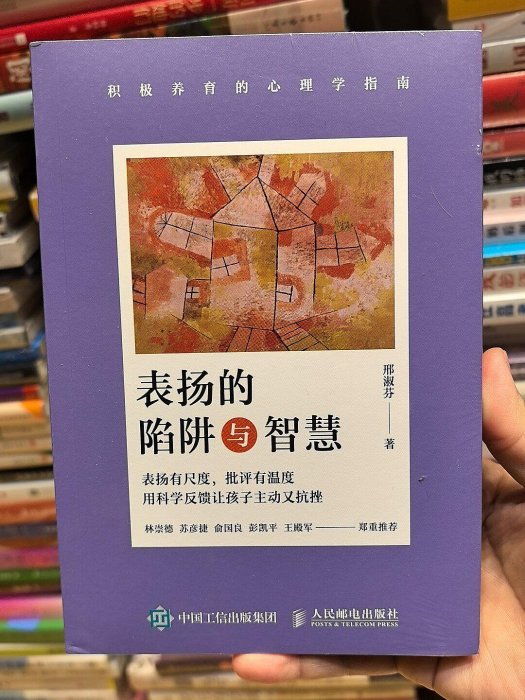 积极养育的心理学指南
表扬的
陷阱与智慧
邢淑芬——著
表扬有尺度，批评有温度
用科学反馈让孩子主动又抗挫
林崇德 苏彦捷 俞国良 彭凯平 王殿军——郑重推荐
中国工信出版集团
人民邮电出版社
POSTS & TELECOM PRESS